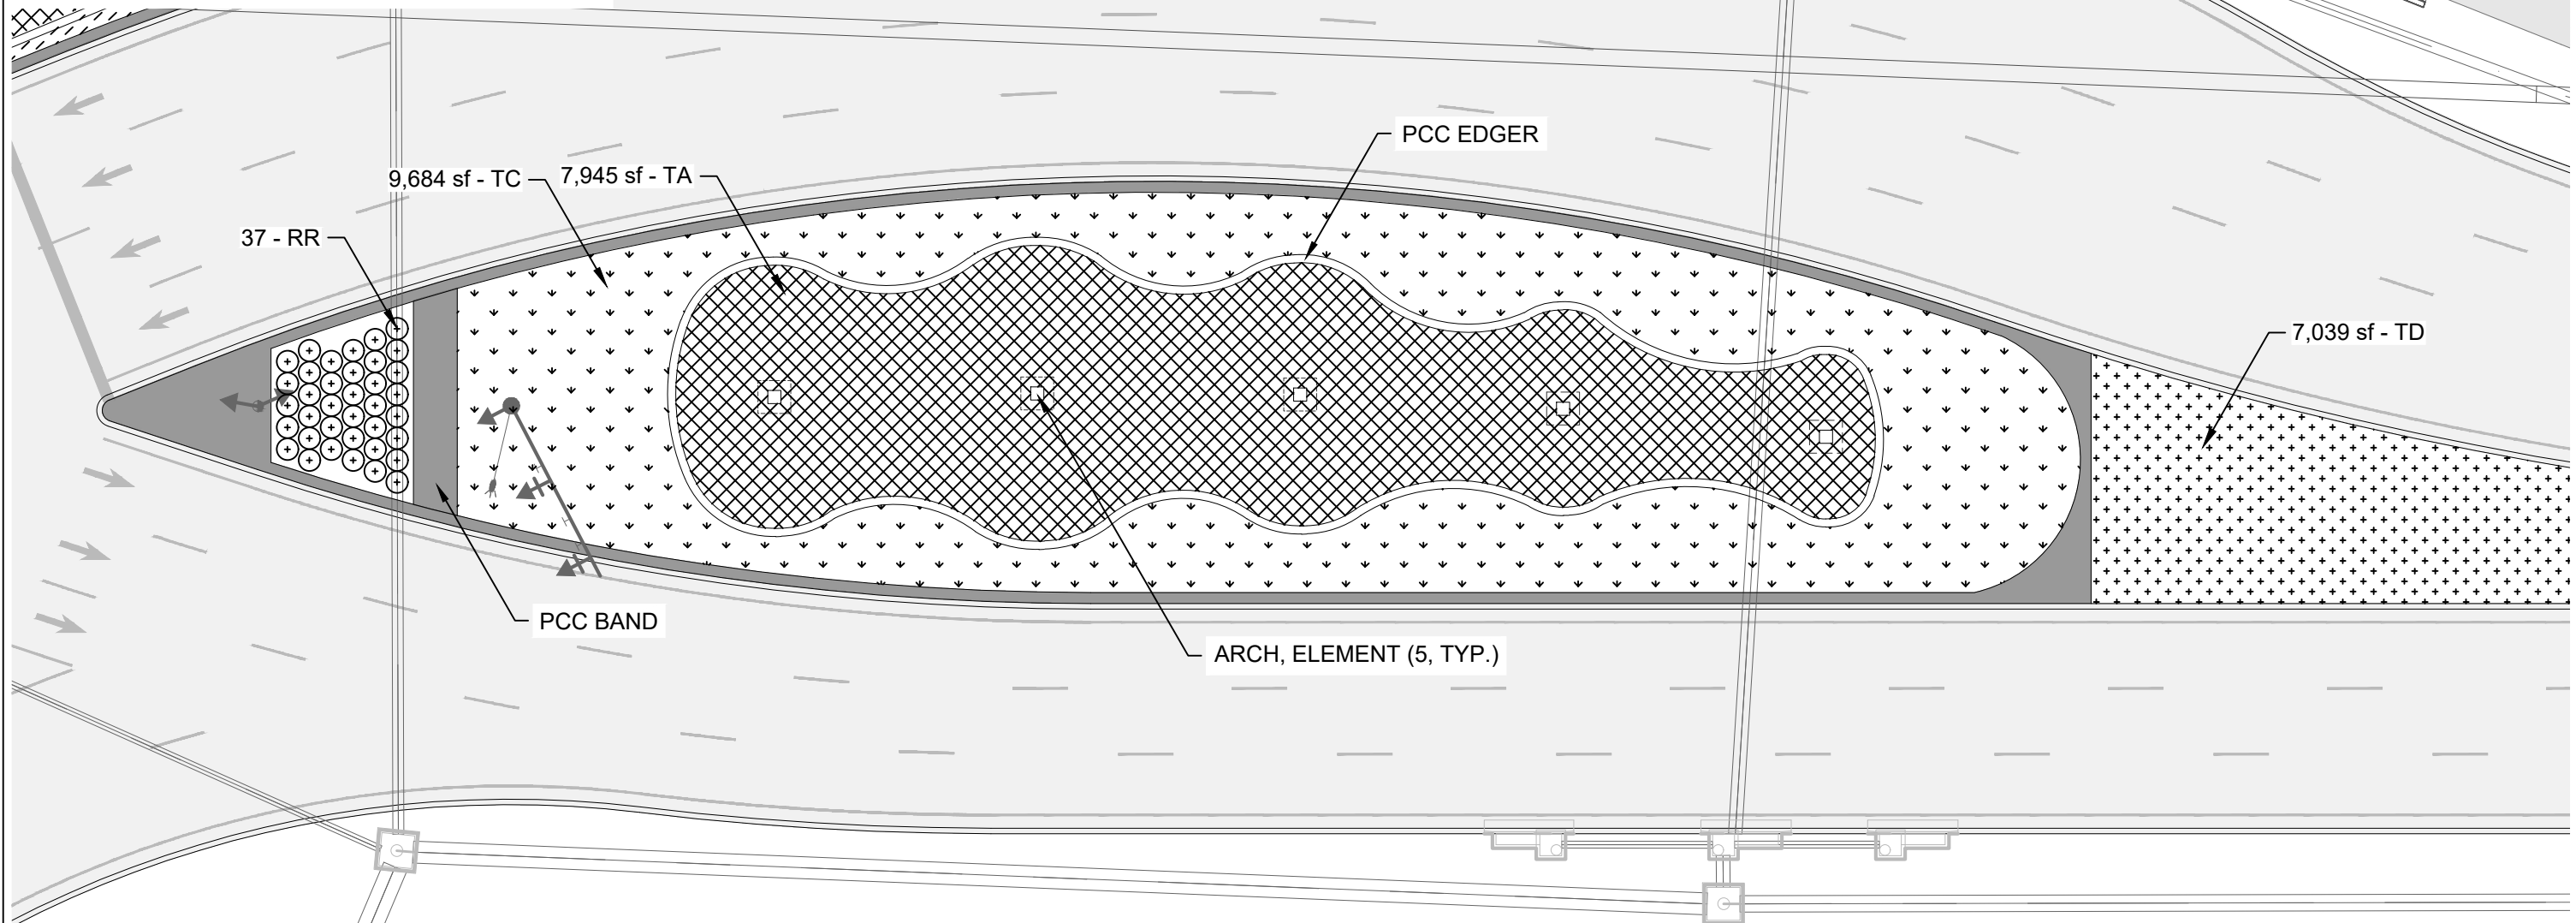 PCC EDGER
9,684 sf - TC
7,945 sf - TA
37 - RR
7,039 sf - TD
PCC BAND
ARCH, ELEMENT (5, TYP.)